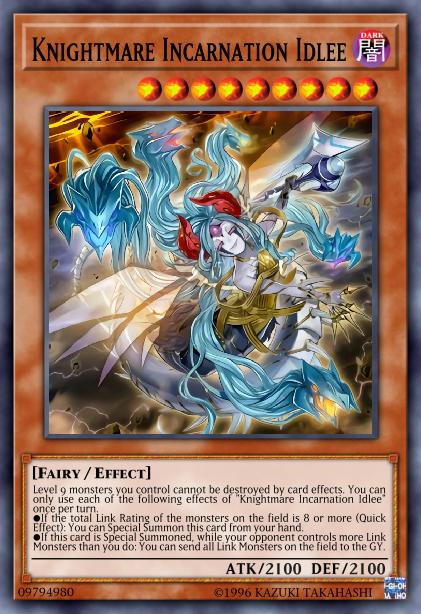 KNIGHTMARE INCARNATION IDLEE
DARK
闇
[FAIRY / EFFECT]
Level 9 monsters you control cannot be destroyed by card effects. You can
only use each of the following effects of "Knightmare Incarnation Idlee"
once per turn.
●If the total Link Rating of the monsters on the field is 8 or more (Quick
Effect): You can Special Summon this card from your hand.
●If this card is Special Summoned, while your opponent controls more Link
Monsters than you do: You can send all Link Monsters on the field to the GY.
ATK/2100 DEF/2100
09794980
©1996 KAZUKI TAKAHASHI